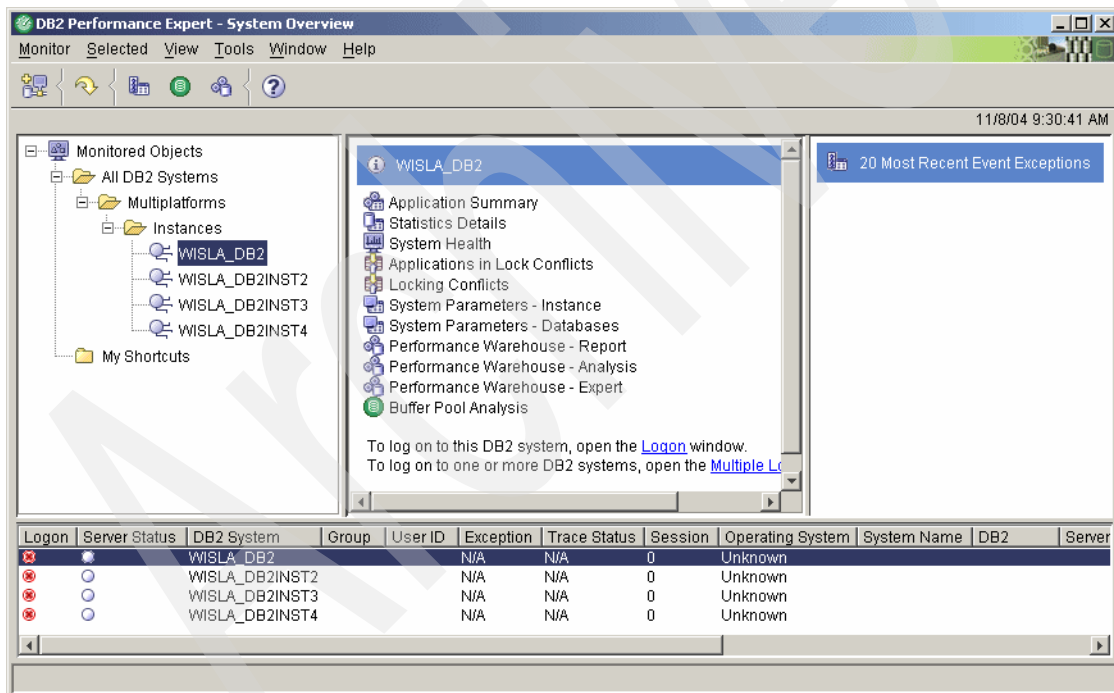 DB2 Performance Expert - System Overview
Monitor Selected View Tools Window Help
11/8/04 9:30:41 AM
Monitored Objects
All DB2 Systems
Multiplatforms
Instances
WISLA_DB2
WISLA_DB2INST2
WISLA_DB2INST3
WISLA_DB2INST4
My Shortcuts
WISLA_DB2
Application Summary
Statistics Details
System Health
Applications in Lock Conflicts
Locking Conflicts
System Parameters - Instance
System Parameters - Databases
Performance Warehouse - Report
Performance Warehouse - Analysis
Performance Warehouse - Expert
Buffer Pool Analysis
To log on to this DB2 system, open the Logon window.
To log on to one or more DB2 systems, open the Multiple
20 Most Recent Event Exceptions
Logon Server Status DB2 System Group User ID Exception Trace Status Session Operating System System Name DB2 Server
WISLA_DB2 N/A N/A 0 Unknown
WISLA_DB2INST2 N/A N/A 0 Unknown
WISLA_DB2INST3 N/A N/A 0 Unknown
WISLA_DB2INST4 N/A N/A 0 Unknown